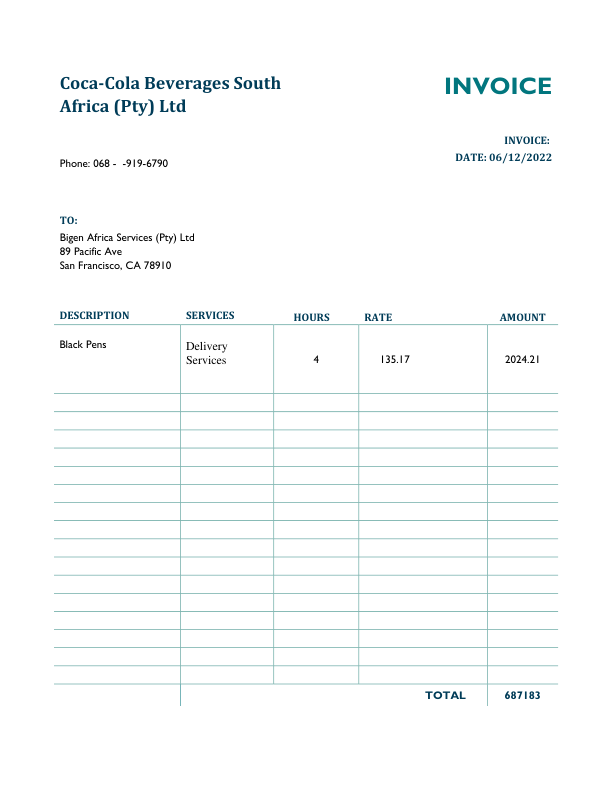 Coca-Cola Beverages South
Africa (Pty) Ltd
INVOICE
INVOICE:
DATE: 06/12/2022
Phone: 068 -  -919-6790
TO:
Bigen Africa Services (Pty) Ltd
89 Pacific Ave
San Francisco, CA 78910
DESCRIPTION SERVICES HOURS RATE AMOUNT
Black Pens Delivery
Services 4 135.17 2024.21
TOTAL 687183